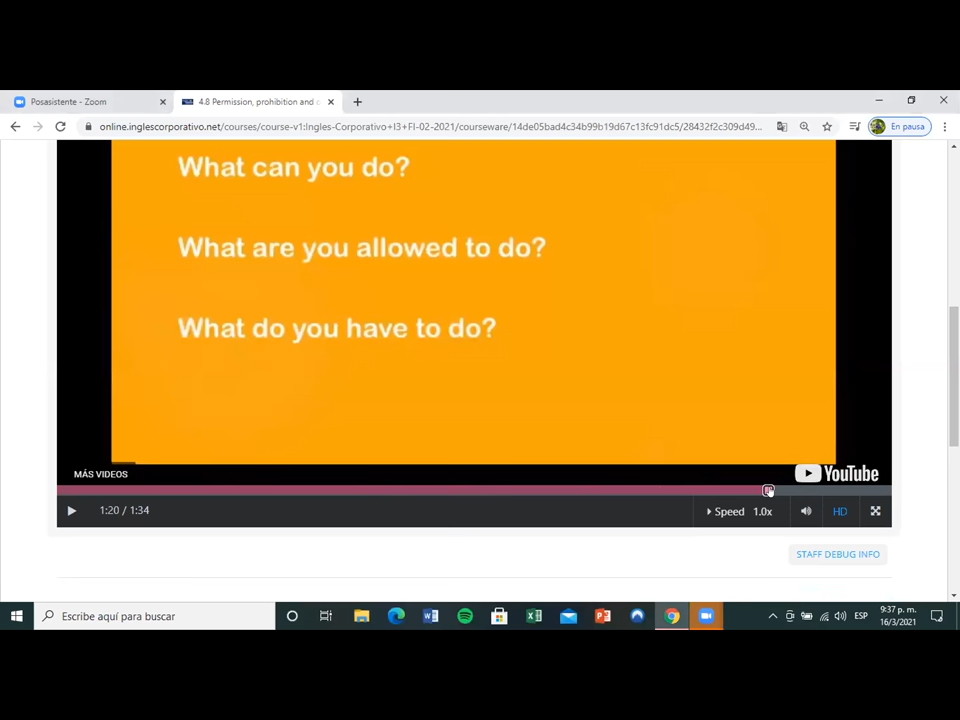 Posasistente - Zoom
4.8 Permission, prohibition and c
online.inglescorporativo.net/courses/course-v1:Ingles-Corporativo+I3+FI-02-2021/courseware/14de05bad4c34b99b19d67c13fc91dc5/28432f2c309d49...
En pausa
What can you do?
What are you allowed to do?
What do you have to do?
MÁS VIDEOS
YouTube
1:20 / 1:34
Speed 1.0x
HD
STAFF DEBUG INFO
Escribe aquí para buscar
ESP
9:37 p. m.
16/3/2021